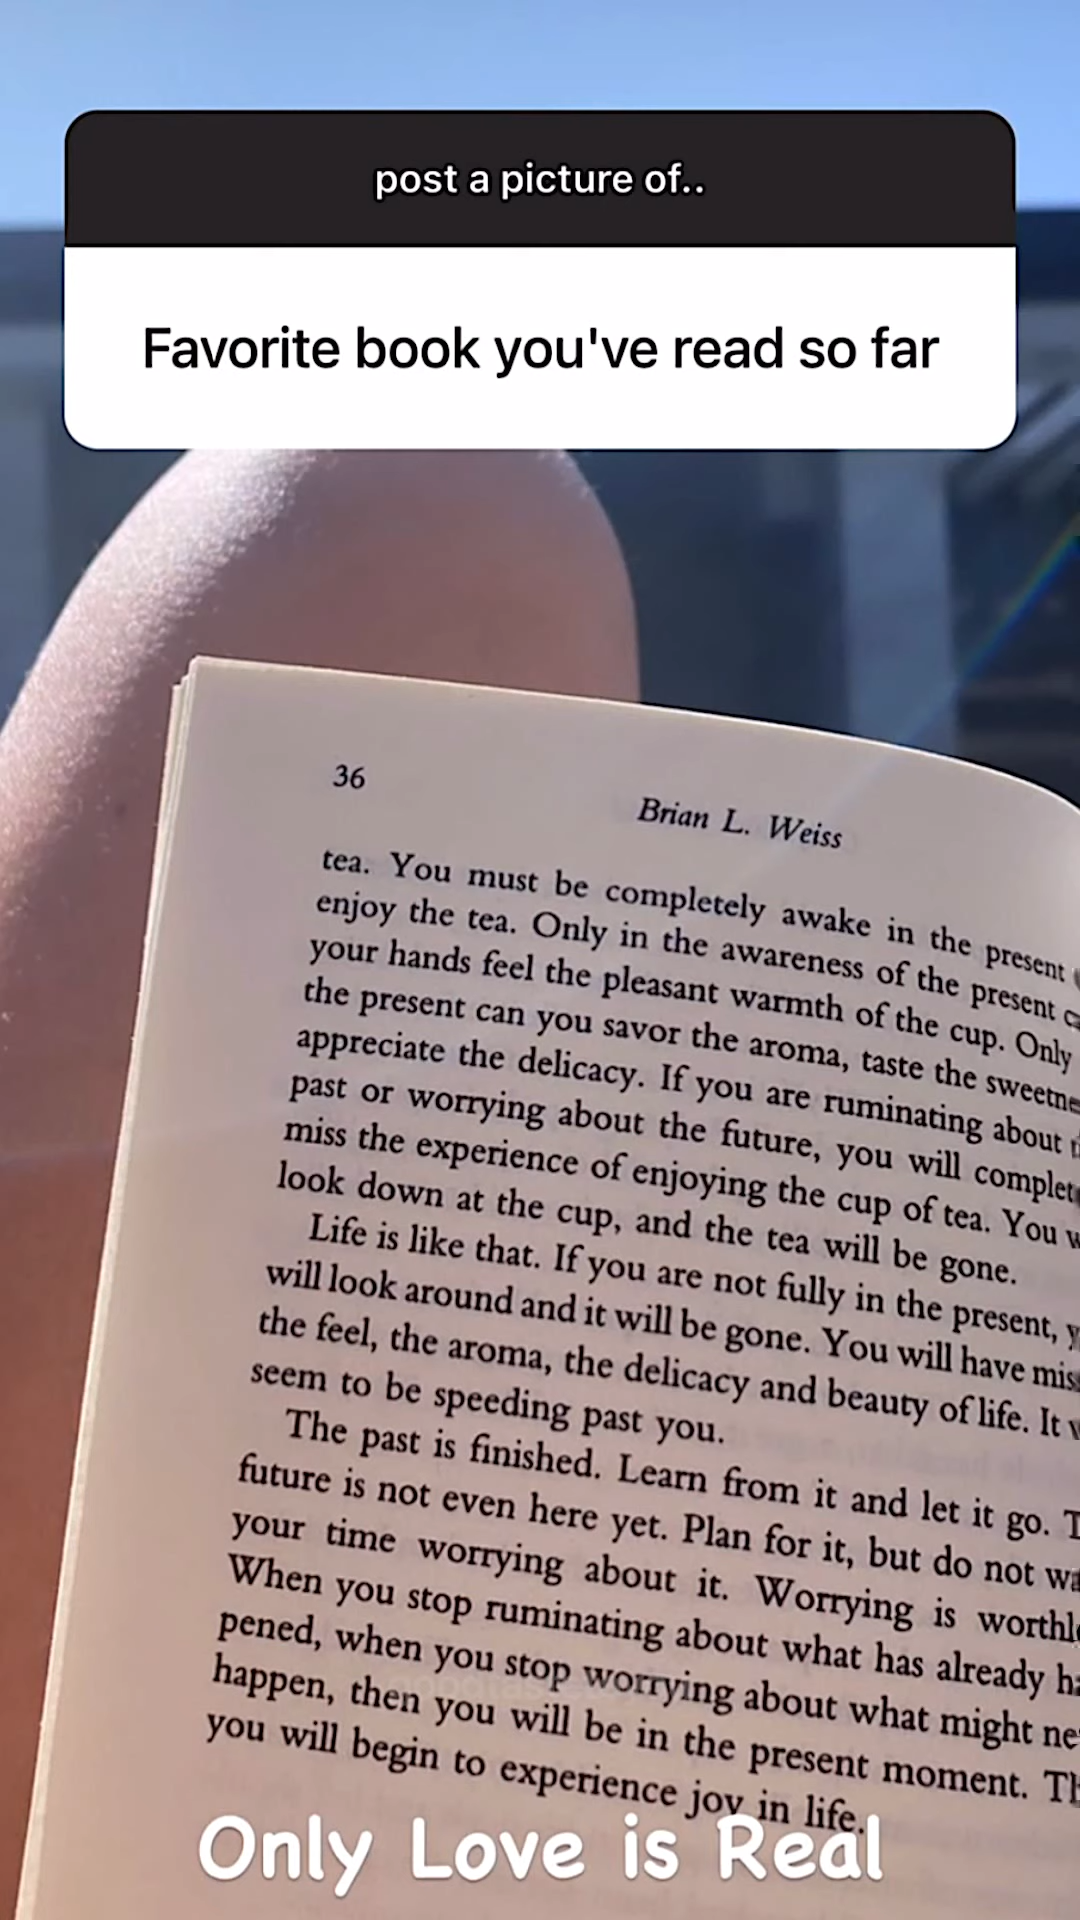 post a picture of..
Favorite book you've read so far
36
Brian L. Weiss
tea. You must be completely awake in the present
enjoy the tea. Only in the awareness of the present
your hands feel the pleasant warmth of the cup. Only
the present can you savor the aroma, taste the
appreciate the delicacy. If you are ruminating about
past or worrying about the future, you will
miss the experience of enjoying the cup of tea. You
look down at the cup, and the tea will be gone.
Life is like that. If you are not fully in the present,
will look around and it will be gone. You will have
the feel, the aroma, the delicacy and beauty of life. It
seem to be speeding past you.
The past is finished. Learn from it and let it go.
future is not even here yet. Plan for it, but do not
your time worrying about it. Worrying is
When you stop ruminating about what has already
pened, when you stop worrying about what might
happen, then you will be in the present moment.
you will begin to experience joy in life.
Only Love is Real